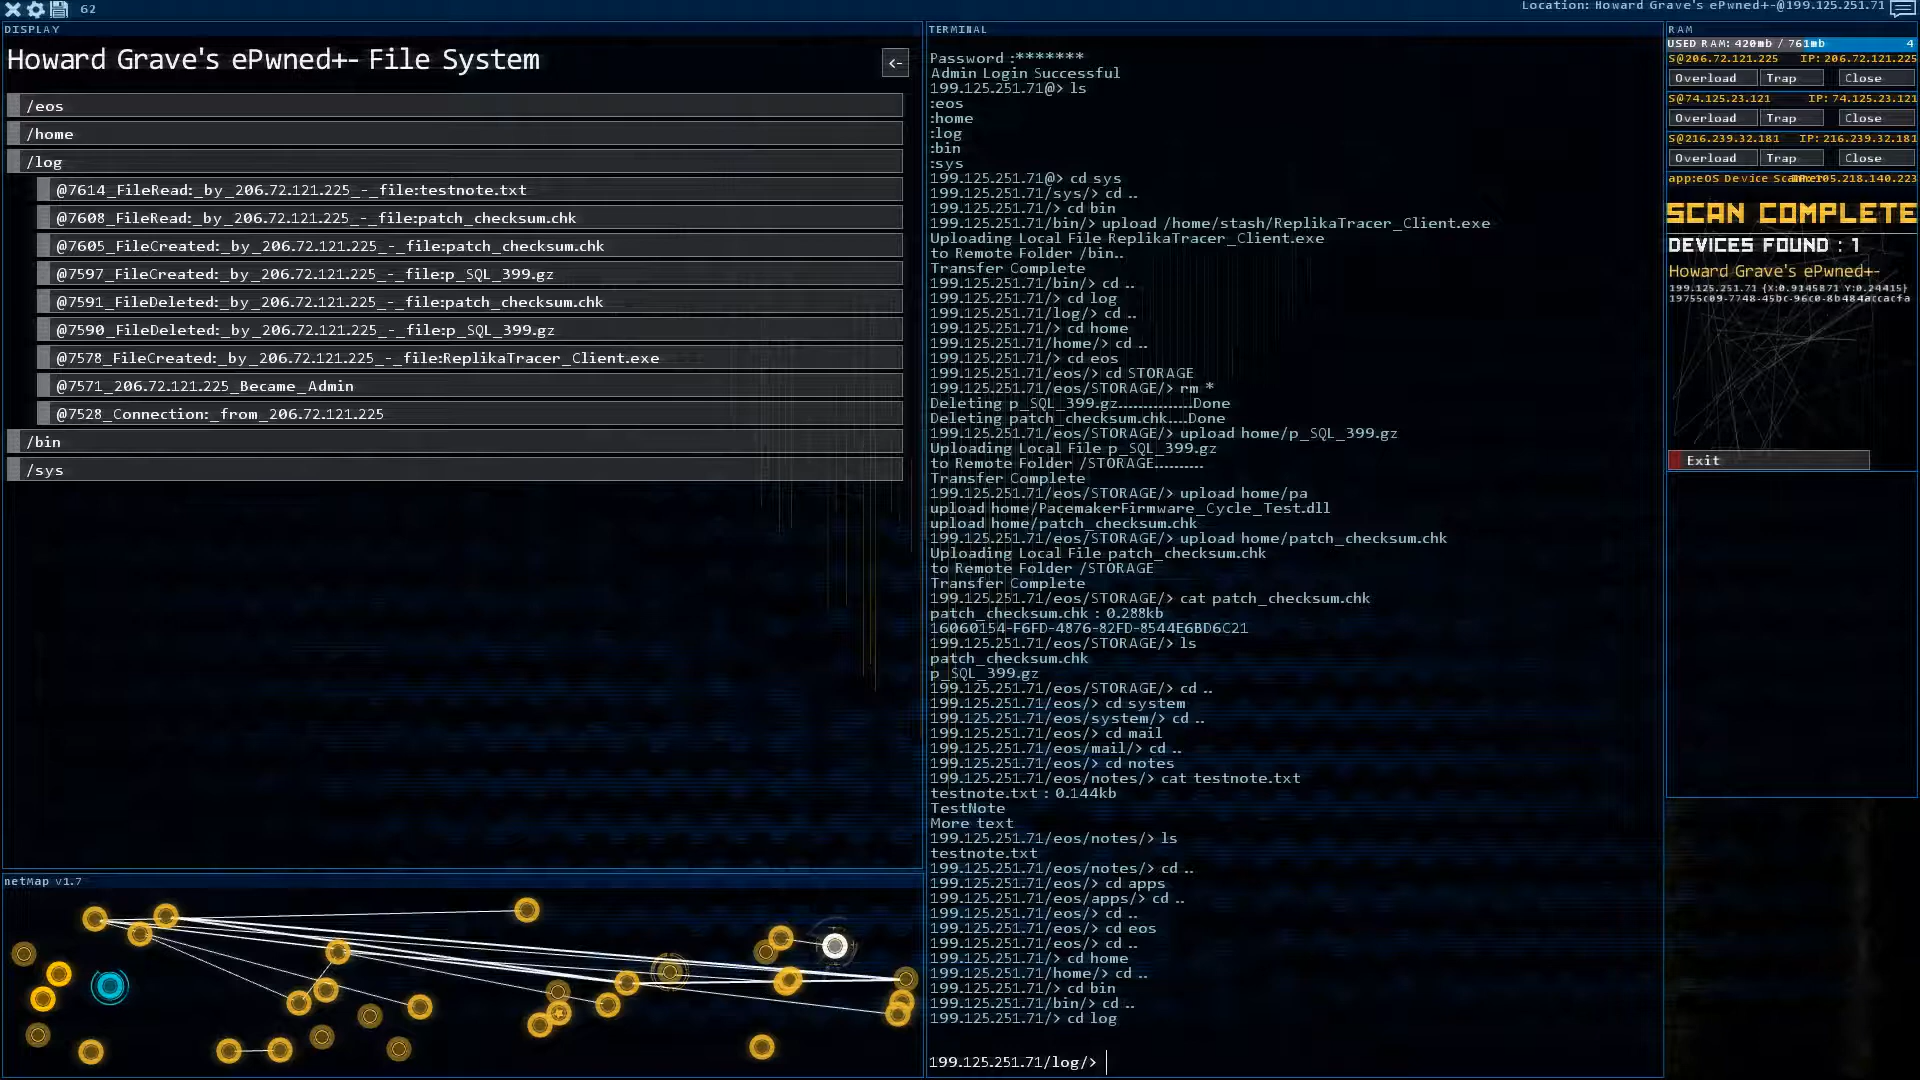 62
Location: Howard Grave's ePwned+-@199.125.251.71
DISPLAY
Howard Grave's ePwned+- File System
<-
/eos
/home
/log
@7614_FileRead:_by_206.72.121.225_-_file:testnote.txt
@7608_FileRead:_by_206.72.121.225_-_file:patch_checksum.chk
@7605_FileCreated:_by_206.72.121.225_-_file:patch_checksum.chk
@7597_FileCreated:_by_206.72.121.225_-_file:p_SQL_399.gz
@7591_FileDeleted:_by_206.72.121.225_-_file:patch_checksum.chk
@7590_FileDeleted:_by_206.72.121.225_-_file:p_SQL_399.gz
@7578_FileCreated:_by_206.72.121.225_-_file:ReplikaTracer_Client.exe
@7571_206.72.121.225_Became_Admin
@7528_Connection:_from_206.72.121.225
/bin
/sys
netMap v1.7
TERMINAL
Password :*******
Admin Login Successful
199.125.251.71@> ls
:eos
:home
:log
:bin
:sys
199.125.251.71@> cd sys
199.125.251.71/sys/> cd ..
199.125.251.71/> cd bin
199.125.251.71/bin/> upload /home/stash/ReplikaTracer_Client.exe
Uploading Local File ReplikaTracer_Client.exe
to Remote Folder /bin..
Transfer Complete
199.125.251.71/bin/> cd ..
199.125.251.71/> cd log
199.125.251.71/log/> cd ..
199.125.251.71/> cd home
199.125.251.71/home/> cd ..
199.125.251.71/> cd eos
199.125.251.71/eos/> cd STORAGE
199.125.251.71/eos/STORAGE/> rm *
Deleting p_SQL_399.gz..............Done
Deleting patch_checksum.chk....Done
199.125.251.71/eos/STORAGE/> upload home/p_SQL_399.gz
Uploading Local File p_SQL_399.gz
to Remote Folder /STORAGE.........
Transfer Complete
199.125.251.71/eos/STORAGE/> upload home/pa
upload home/PacemakerFirmware_Cycle_Test.dll
upload home/patch_checksum.chk
199.125.251.71/eos/STORAGE/> upload home/patch_checksum.chk
Uploading Local File patch_checksum.chk
to Remote Folder /STORAGE
Transfer Complete
199.125.251.71/eos/STORAGE/> cat patch_checksum.chk
patch_checksum.chk : 0.288kb
16060154-F6FD-4876-82FD-8544E6BD6C21
199.125.251.71/eos/STORAGE/> ls
patch_checksum.chk
p_SQL_399.gz
199.125.251.71/eos/STORAGE/> cd ..
199.125.251.71/eos/> cd system
199.125.251.71/eos/system/> cd ..
199.125.251.71/eos/> cd mail
199.125.251.71/eos/mail/> cd ..
199.125.251.71/eos/> cd notes
199.125.251.71/eos/notes/> cat testnote.txt
testnote.txt : 0.144kb
TestNote
More text
199.125.251.71/eos/notes/> ls
testnote.txt
199.125.251.71/eos/notes/> cd ..
199.125.251.71/eos/> cd apps
199.125.251.71/eos/apps/> cd ..
199.125.251.71/eos/> cd ..
199.125.251.71/> cd eos
199.125.251.71/eos/> cd ..
199.125.251.71/> cd home
199.125.251.71/home/> cd ..
199.125.251.71/> cd bin
199.125.251.71/bin/> cd ..
199.125.251.71/> cd log
199.125.251.71/log/>
RAM
USED RAM: 420mb / 761mb 4
S@206.72.121.225 IP: 206.72.121.225
Overload Trap Close
S@74.125.23.121 IP: 74.125.23.121
Overload Trap Close
S@216.239.32.181 IP: 216.239.32.181
Overload Trap Close
app:eOS Device
SCAN COMPLETE
DEVICES FOUND : 1
Howard Grave's ePwned+-
199.125.251.71 {X:0.9145871 Y:0.24415}
Exit